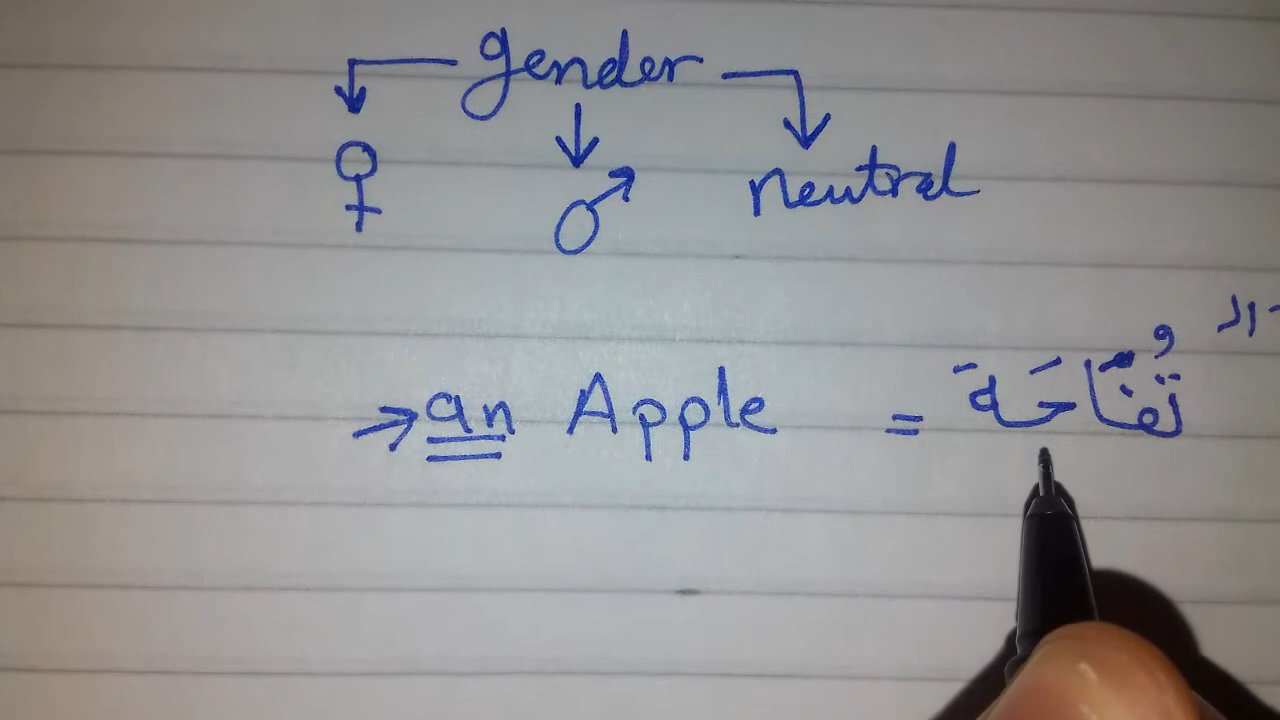 gender
♀ ♂ neutral
→ an Apple = تُفَّاحَة